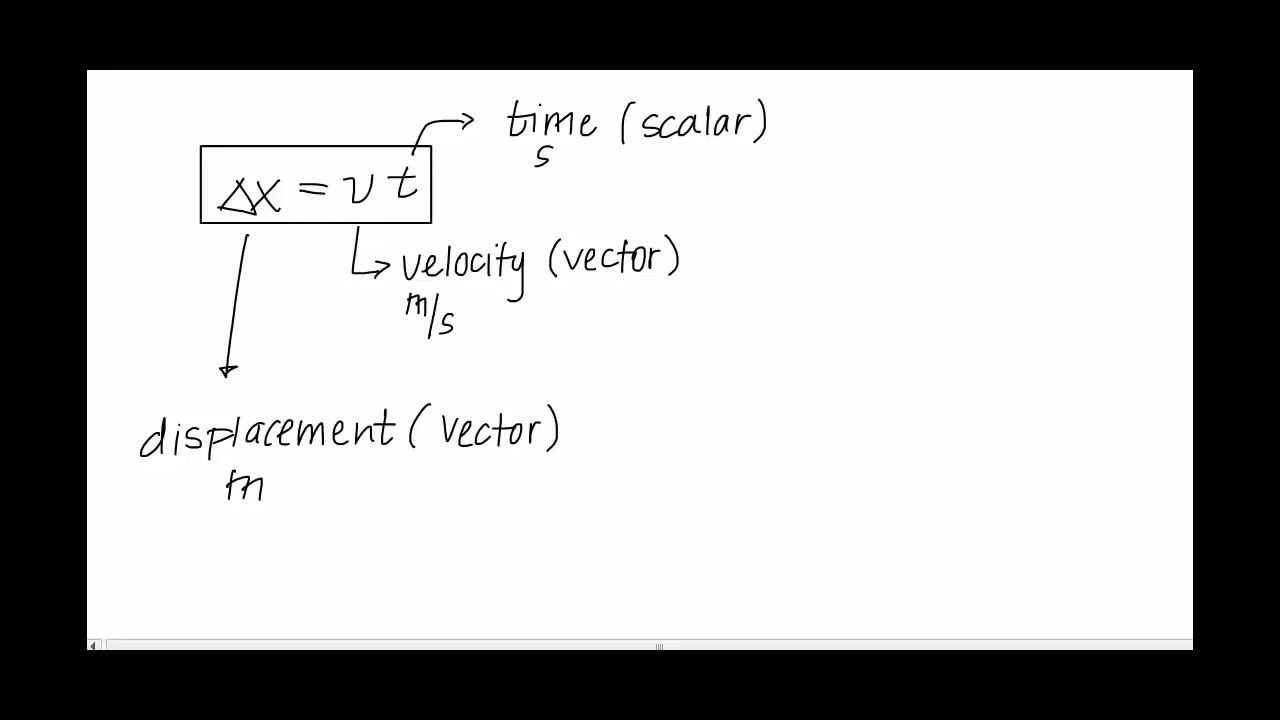 time (scalar)
s
Δx = v t
velocity (vector)
m/s
displacement (vector)
m